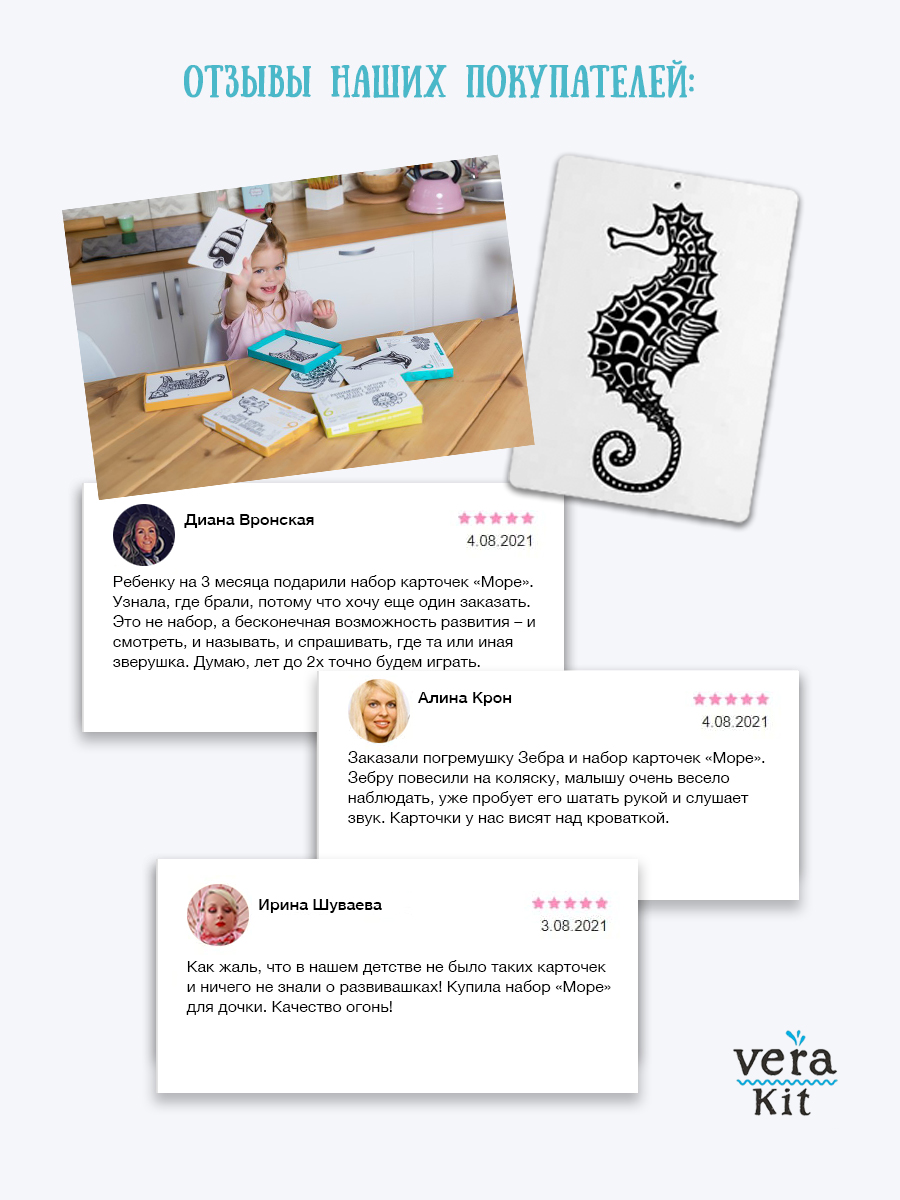 ОТЗЫВЫ НАШИХ ПОКУПАТЕЛЕЙ:
Диана Вронская
4.08.2021
Ребенку на 3 месяца подарили набор карточек «Море».
Узнала, где брали, потому что хочу еще один заказать.
Это не набор, а бесконечная возможность развития – и
смотреть, и называть, и спрашивать, где та или иная
зверушка. Думаю, лет до 2х точно будем играть.
Алина Крон
4.08.2021
Заказали погремушку Зебра и набор карточек «Море».
Зебру повесили на коляску, малышу очень весело
наблюдать, уже пробует его шатать рукой и слушает
звук. Карточки у нас висят над кроваткой.
Ирина Шуваева
3.08.2021
Как жаль, что в нашем детстве не было таких карточек
и ничего не знали о развивашках! Купила набор «Море»
для дочки. Качество огонь!
vera
Kit